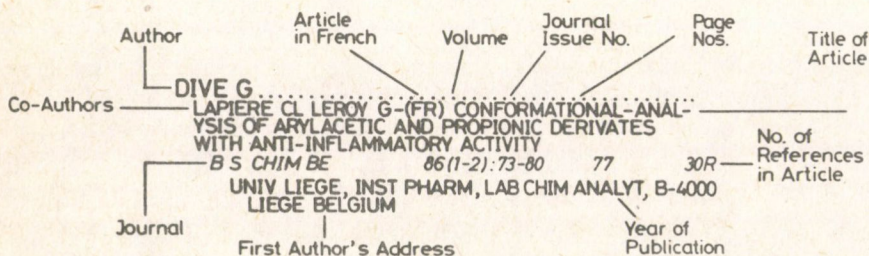 Article
in French
Journal
Issue No.
Page
Nos.
Author
Volume
Title of
Article
DIVE G
Co-Authors
LAPIERE CL LEROY G-(FR) CONFORMATIONAL-ANAL-
YSIS OF ARYLACETIC AND PROPIONIC DERIVATES
WITH ANTI-INFLAMMATORY ACTIVITY
B S CHIM BE 86(1-2):73-80 77 30R
No. of
References
in Article
UNIV LIEGE, INST PHARM, LAB CHIM ANALYT, B-4000
LIEGE BELGIUM
Journal
First Author's Address
Year of
Publication